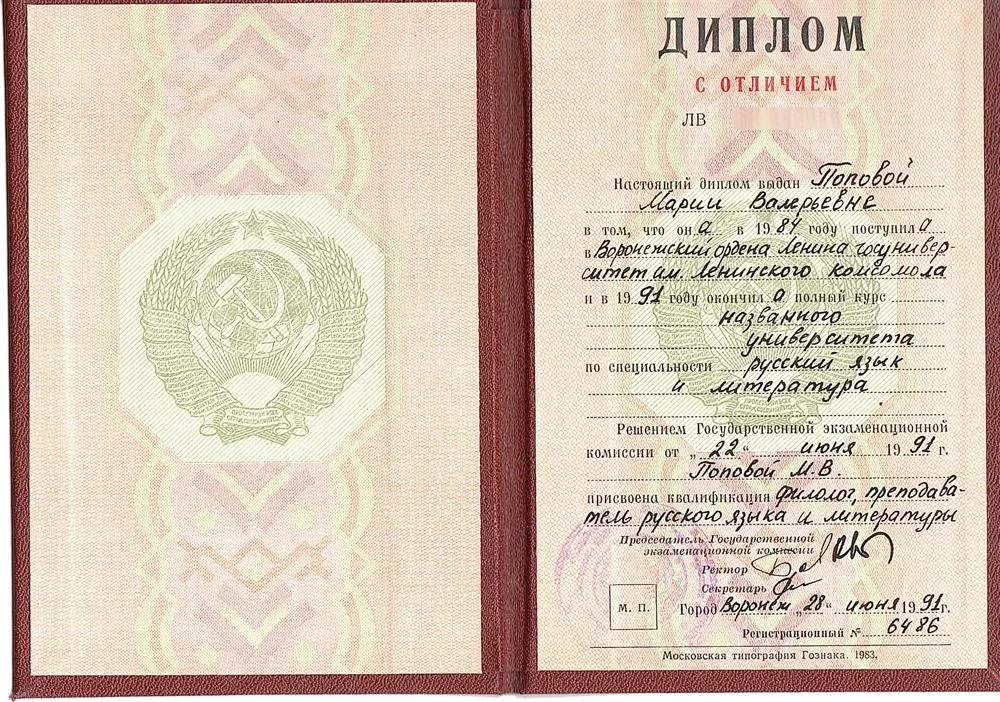 ДИПЛОМ
С ОТЛИЧИЕМ
ЛВ
Настоящий диплом выдан Поповой
Марии Валерьевне
в том, что она в 1984 году поступила
в Воронежский ордена Ленина госунивер-
ситет им. Ленинского комсомола
и в 1991 году окончила полный курс
названного
университета
по специальности русский язык
и литература
Решением Государственной экзаменационной
комиссии от „22“ июня 1991 г.
Поповой М.В.
присвоена квалификация филолог, преподава-
тель русского языка и литературы
Председатель Государственной
экзаменационной комиссии
Ректор
Секретарь
М. П.
Город Воронеж „28“ июня 1991г.
Регистрационный № 6486
Московская типография Гознака. 1983.